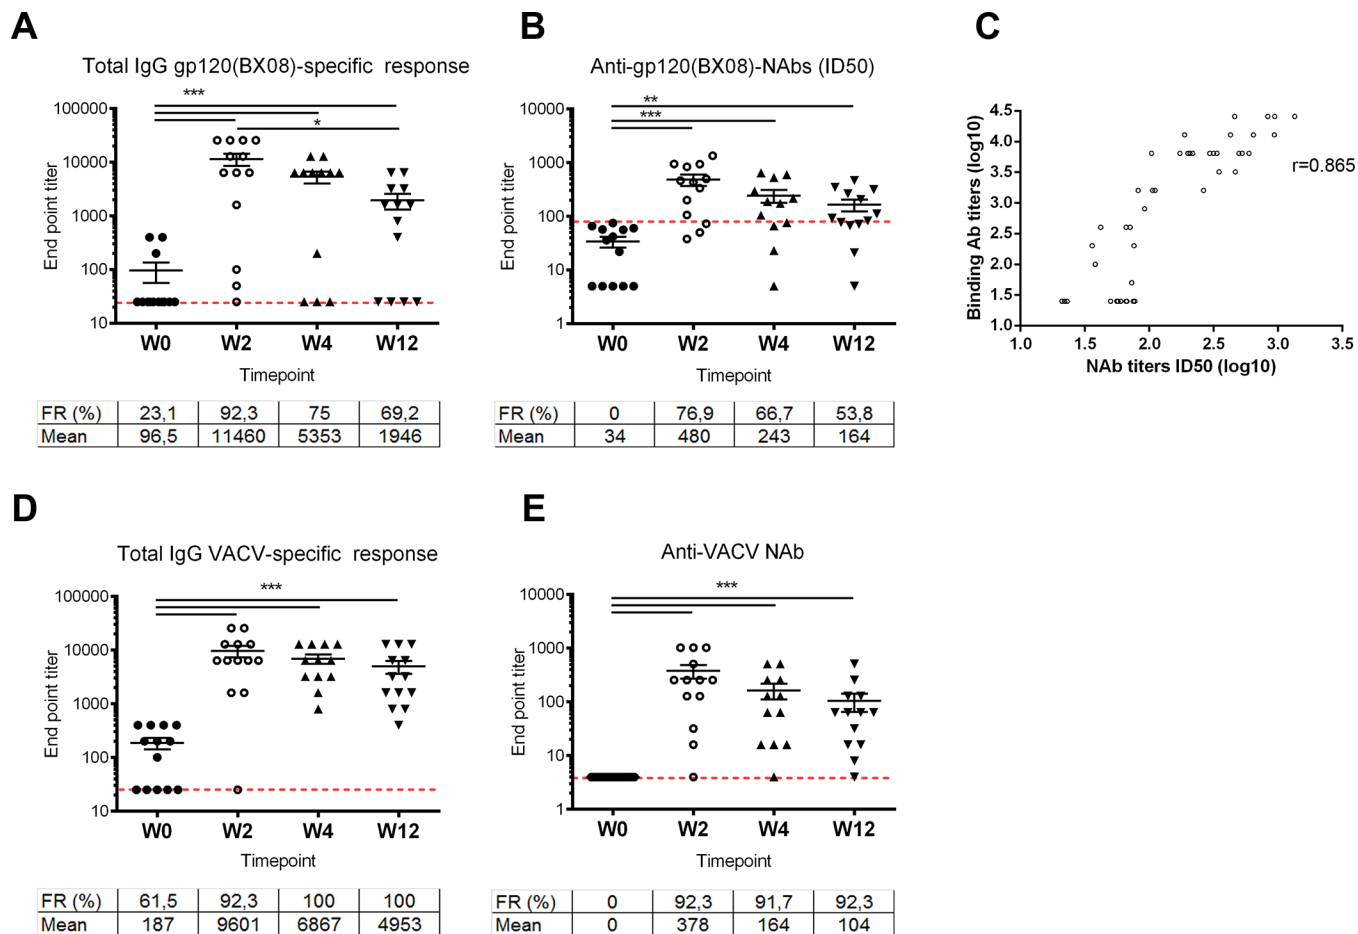 A
Total IgG gp120(BX08)-specific response
***
*
100000
10000
1000
100
10
End point titer
W0 W2 W4 W12
Timepoint
FR (%) 23,1 92,3 75 69,2
Mean 96,5 11460 5353 1946
B
Anti-gp120(BX08)-NAbs (ID50)
**
***
10000
1000
100
10
1
End point titer
W0 W2 W4 W12
Timepoint
FR (%) 0 76,9 66,7 53,8
Mean 34 480 243 164
C
4.5
4.0
3.5
3.0
2.5
2.0
1.5
1.0
Binding Ab titers (log10)
r=0.865
1.0 1.5 2.0 2.5 3.0 3.5
NAb titers ID50 (log10)
D
Total IgG VACV-specific response
***
100000
10000
1000
100
10
End point titer
W0 W2 W4 W12
Timepoint
FR (%) 61,5 92,3 100 100
Mean 187 9601 6867 4953
E
Anti-VACV NAb
***
10000
1000
100
10
1
End point titer
W0 W2 W4 W12
Timepoint
FR (%) 0 92,3 91,7 92,3
Mean 0 378 164 104